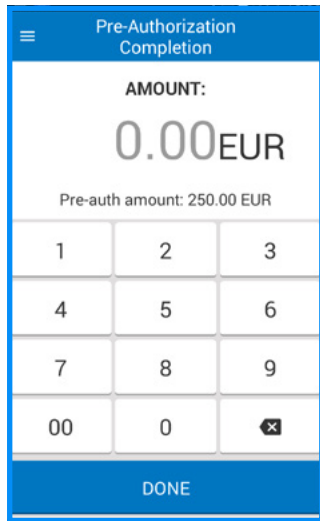 Pre-Authorization
Completion
AMOUNT:
0.00EUR
Pre-auth amount: 250.00 EUR
1 2 3
4 5 6
7 8 9
00 0
DONE